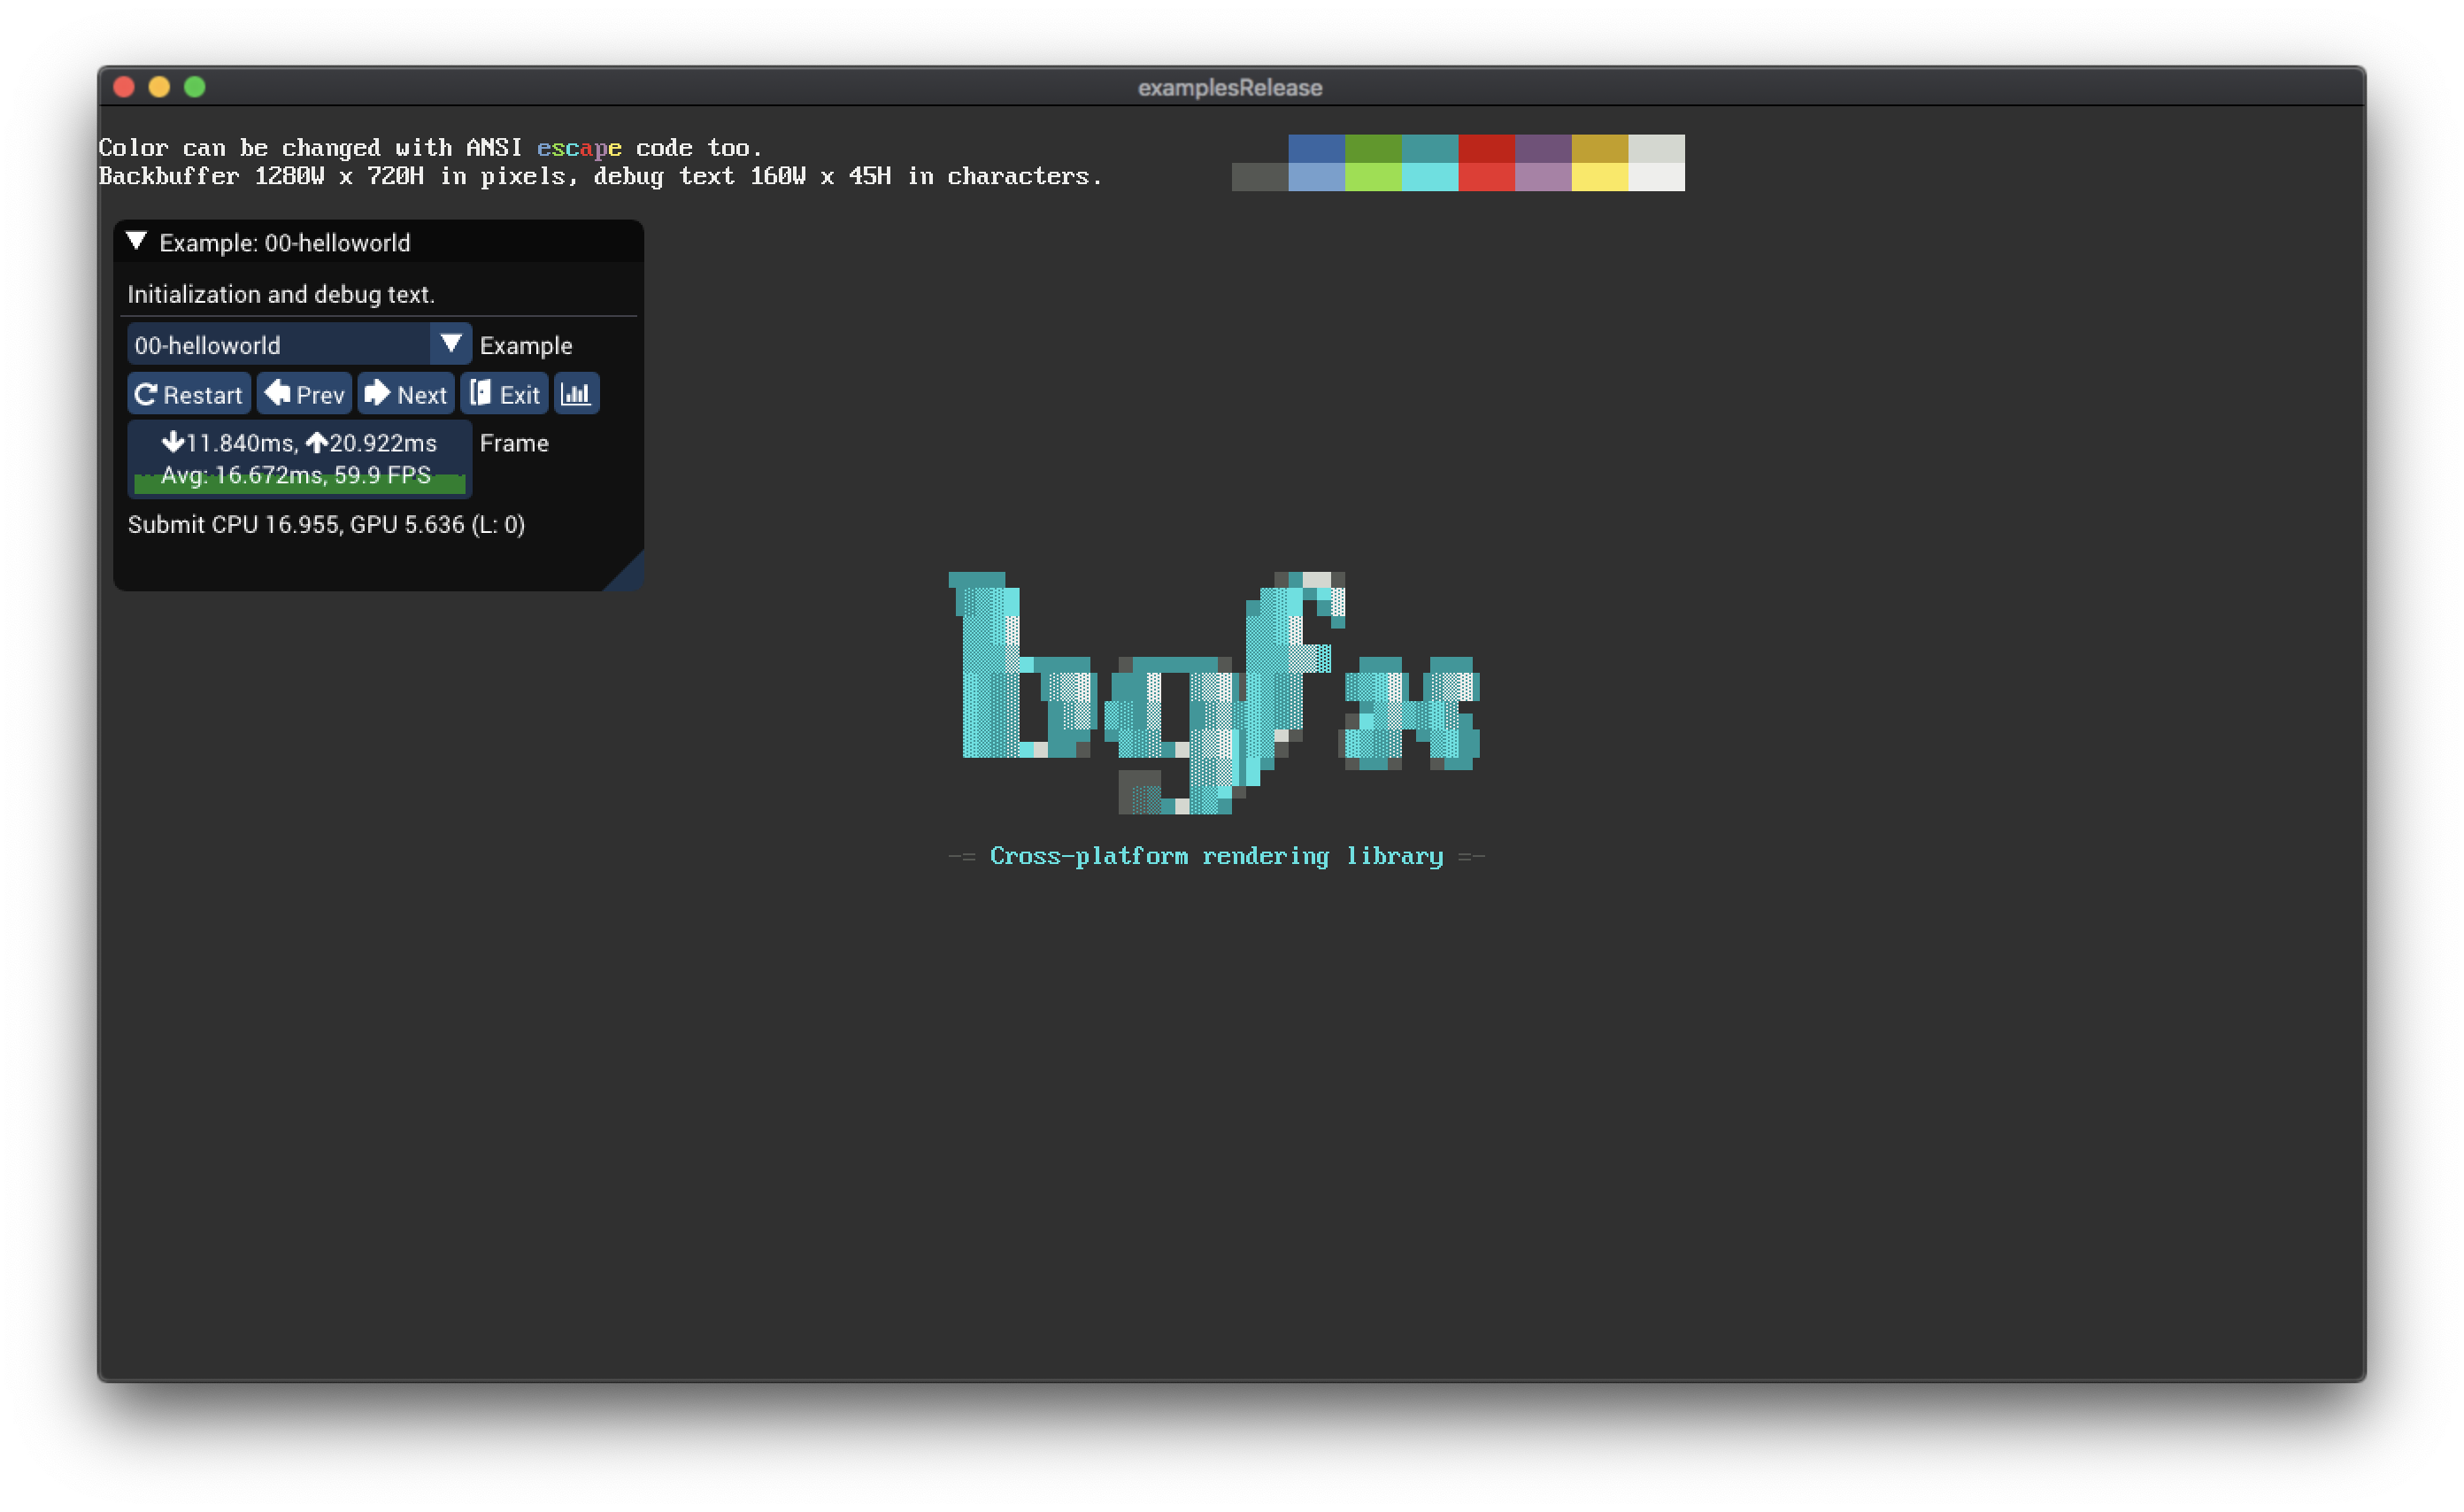 examplesRelease
Color can be changed with ANSI escape code too.
Backbuffer 1280W x 720H in pixels, debug text 160W x 45H in characters.
Example: 00-helloworld
Initialization and debug text.
00-helloworld Example
Restart Prev Next Exit
11.840ms, 20.922ms Frame
Avg: 16.672ms, 59.9 FPS
Submit CPU 16.955, GPU 5.636 (L: 0)
bgfx
-= Cross-platform rendering library =-